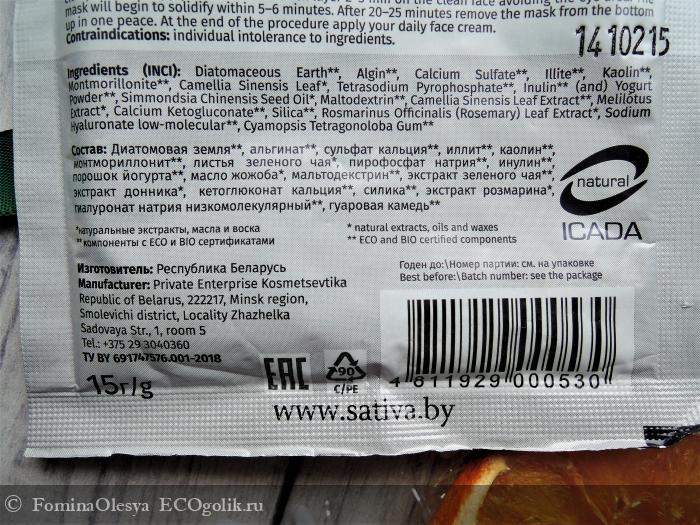 mask will begin to solidify within 5–6 minutes. After 20–25 minutes remove the mask from the bottom
up in one peace. At the end of the procedure apply your daily face cream.
Contraindications: individual intolerance to ingredients.
14 10215
Ingredients (INCI): Diatomaceous Earth**, Algin**, Calcium Sulfate**, Illite**, Kaolin**,
Montmorillonite**, Camellia Sinensis Leaf*, Tetrasodium Pyrophosphate**, Inulin** (and) Yogurt
Powder**, Simmondsia Chinensis Seed Oil*, Maltodextrin**, Camellia Sinensis Leaf Extract**, Melilotus
Extract*, Calcium Ketogluconate**, Silica**, Rosmarinus Officinalis (Rosemary) Leaf Extract*, Sodium
Hyaluronate low-molecular**, Cyamopsis Tetragonoloba Gum**
Состав: Диатомовая земля**, альгинат**, сульфат кальция**, иллит**, каолин**,
монтмориллонит**, листья зеленого чая*, пирофосфат натрия**, инулин**,
порошок йогурта**, масло жожоба*, мальтодекстрин**, экстракт зеленого чая**,
экстракт донника*, кетоглюконат кальция**, силика**, экстракт розмарина*,
гиалуронат натрия низкомолекулярный**, гуаровая камедь**
natural
ICADA
*натуральные экстракты, масла и воска
** компоненты с ECO и BIO сертификатами
* natural extracts, oils and waxes
** ECO and BIO certified components
Изготовитель: Республика Беларусь
Manufacturer: Private Enterprise Kosmetsevtika
Republic of Belarus, 222217, Minsk region,
Smolevichi district, Locality Zhazhelka
Sadovaya Str., 1, room 5
Tel.: +375 29 3040360
ТУ BY 691747576.001-2018
Годен до:\Номер партии: см. на упаковке
Best before:\Batch number: see the package
15г/g
EAC
90
C/PE
4 811929 000530
www.sativa.by
© FominaOlesya ECOgolik.ru